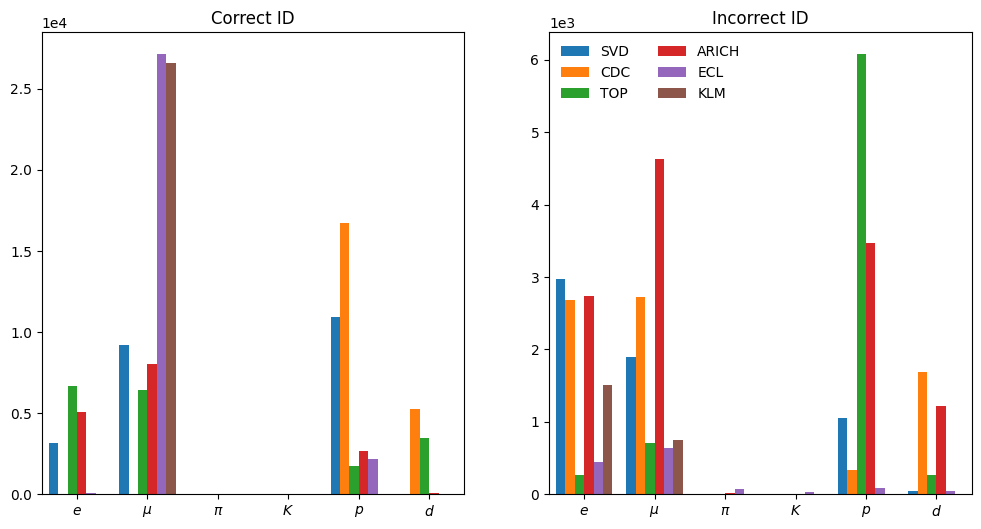 Correct ID
1e4
2.5
2.0
1.5
1.0
0.5
0.0
e μ π K p d
Incorrect ID
1e3
SVD
CDC
TOP
ARICH
ECL
KLM
6
5
4
3
2
1
0
e μ π K p d